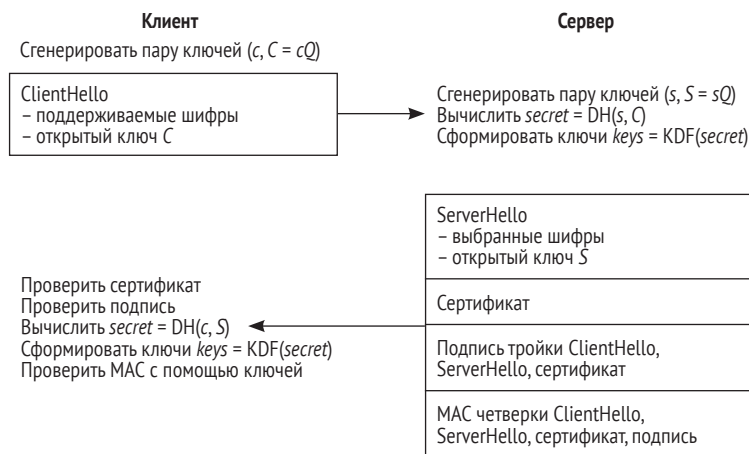 Клиент
Сервер
Сгенерировать пару ключей (c, C = cQ)
ClientHello
– поддерживаемые шифры
– открытый ключ C
Сгенерировать пару ключей (s, S = sQ)
Вычислить secret = DH(s, C)
Сформировать ключи keys = KDF(secret)
ServerHello
– выбранные шифры
– открытый ключ S
Сертификат
Подпись тройки ClientHello,
ServerHello, сертификат
MAC четверки ClientHello,
ServerHello, сертификат, подпись
Проверить сертификат
Проверить подпись
Вычислить secret = DH(c, S)
Сформировать ключи keys = KDF(secret)
Проверить MAC с помощью ключей